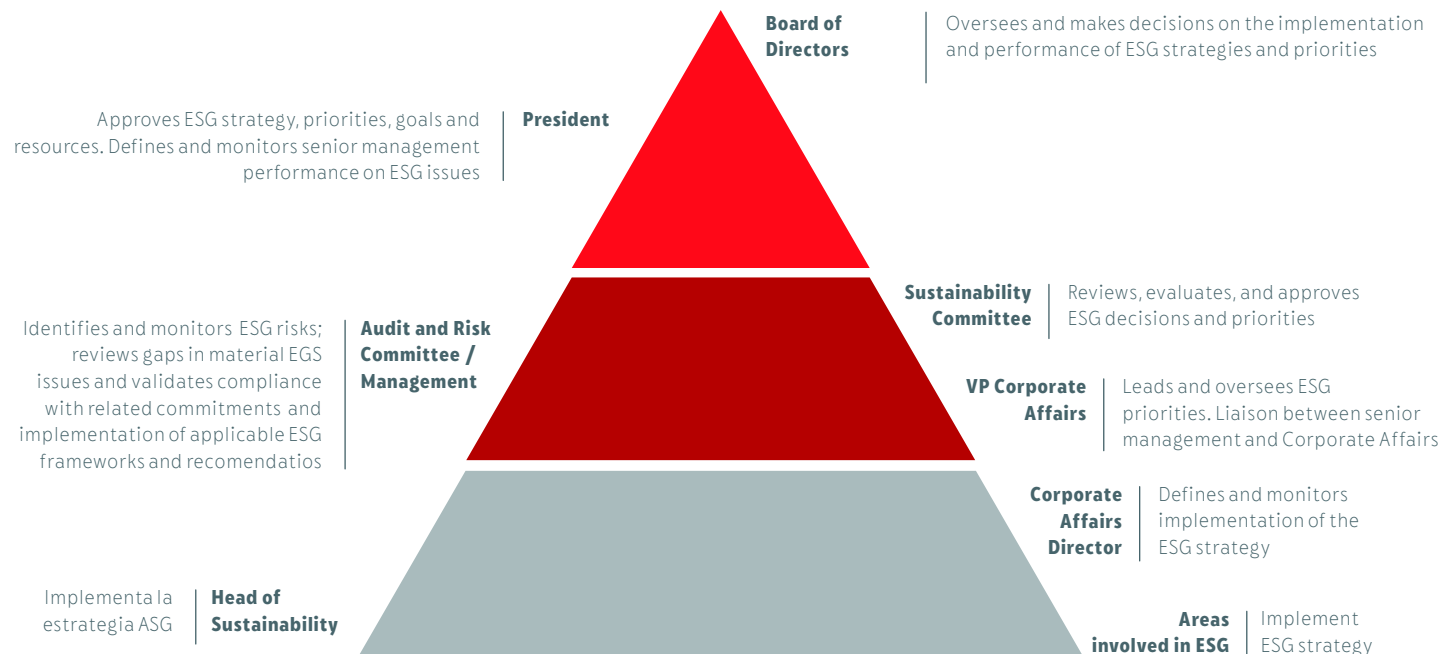 Board of
Directors
Oversees and makes decisions on the implementation
and performance of ESG strategies and priorities
Approves ESG strategy, priorities, goals and
resources. Defines and monitors senior management
performance on ESG issues
President
Sustainability
Committee
Reviews, evaluates, and approves
ESG decisions and priorities
Identifies and monitors ESG risks;
reviews gaps in material EGS
issues and validates compliance
with related commitments and
implementation of applicable ESG
frameworks and recomendatios
Audit and Risk
Committee /
Management
VP Corporate
Affairs
Leads and oversees ESG
priorities. Liaison between senior
management and Corporate Affairs
Corporate
Affairs
Director
Defines and monitors
implementation of the
ESG strategy
Implementa la
estrategia ASG
Head of
Sustainability
Areas
involved in ESG
Implement
ESG strategy